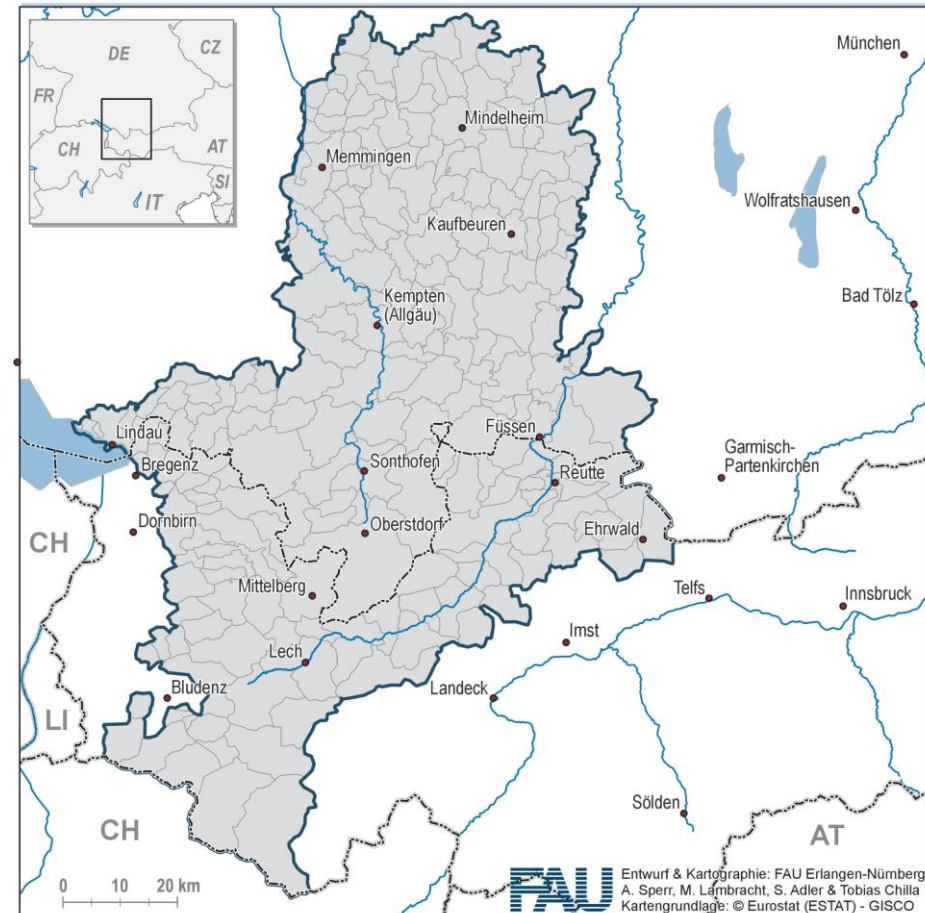 DE
CZ
FR
CH
AT
SI
IT
München
Mindelheim
Memmingen
Wolfratshausen
Kaufbeuren
Bad Tölz
Kempten
(Allgäu)
Lindau
Füssen
Garmisch-
Partenkirchen
Bregenz
Sonthofen
Reutte
Dornbirn
Oberstdorf
Ehrwald
CH
Mittelberg
Telfs
Innsbruck
Imst
Lech
Bludenz
Landeck
LI
Sölden
CH
AT
0 10 20 km
FAU
Entwurf & Kartographie: FAU Erlangen-Nürnberg
A. Sperr, M. Lambracht, S. Adler & Tobias Chilla
Kartengrundlage: © Eurostat (ESTAT) - GISCO